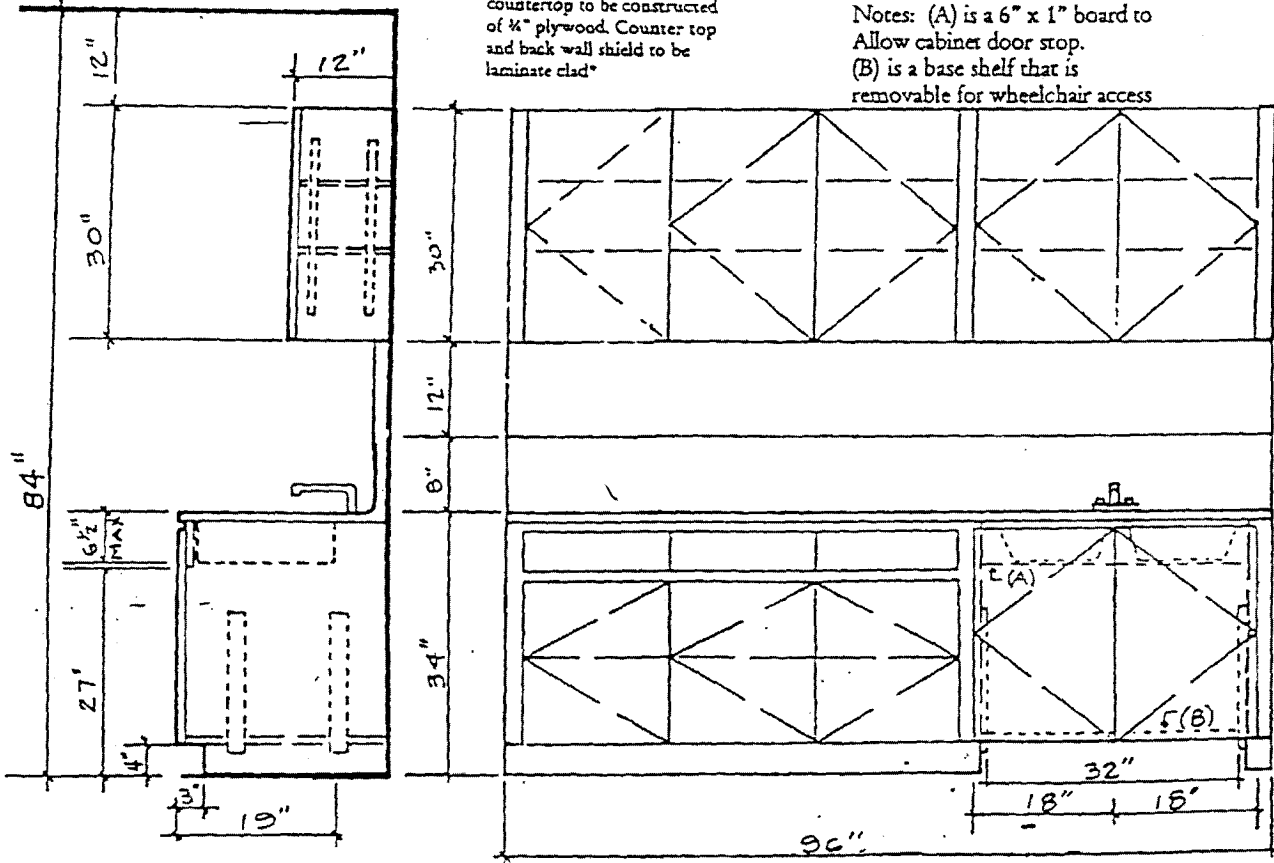 countertop to be constructed
of ¾" plywood. Counter top
and back wall shield to be
laminate clad"
Notes: (A) is a 6" x 1" board to
Allow cabinet door stop.
(B) is a base shelf that is
removable for wheelchair access
12"
12"
30"
30"
12"
84"
8"
6½"
MAX
(A)
34"
27"
(B)
4"
3"
32"
19"
18"
18"
96"